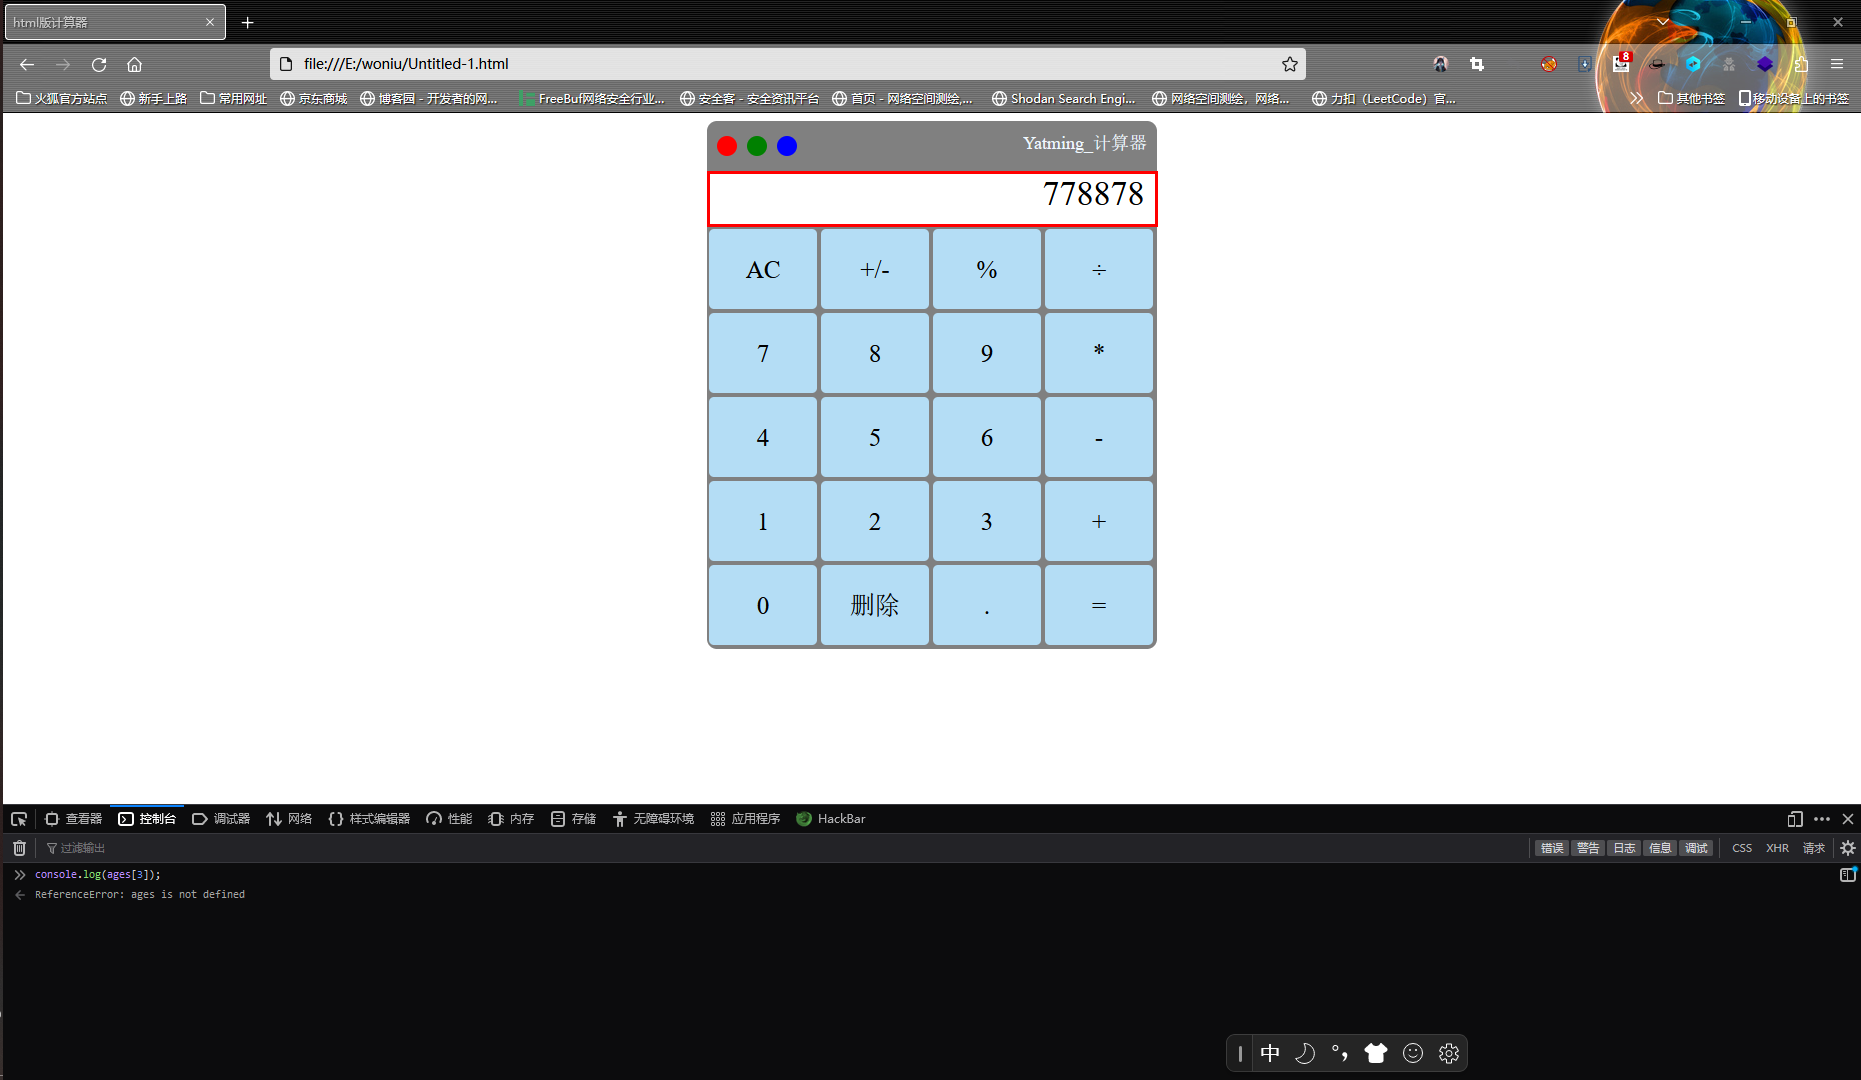 html版计算器
file:///E:/woniu/Untitled-1.html
8
火狐官方站点 新手上路 常用网址 京东商城 博客园 - 开发者的网... FreeBuf网络安全行业... 安全客 - 安全资讯平台 首页 - 网络空间测绘,... Shodan Search Engi... 网络空间测绘，网络... 力扣（LeetCode）官... 其他书签 移动设备上的书签
Yatming_计算器
778878
AC +/- % ÷
7 8 9 *
4 5 6 -
1 2 3 +
0 删除 . =
查看器 控制台 调试器 网络 {} 样式编辑器 性能 内存 存储 无障碍环境 应用程序 HackBar
过滤输出 错误 警告 日志 信息 调试 CSS XHR 请求
console.log(ages[3]);
ReferenceError: ages is not defined
中